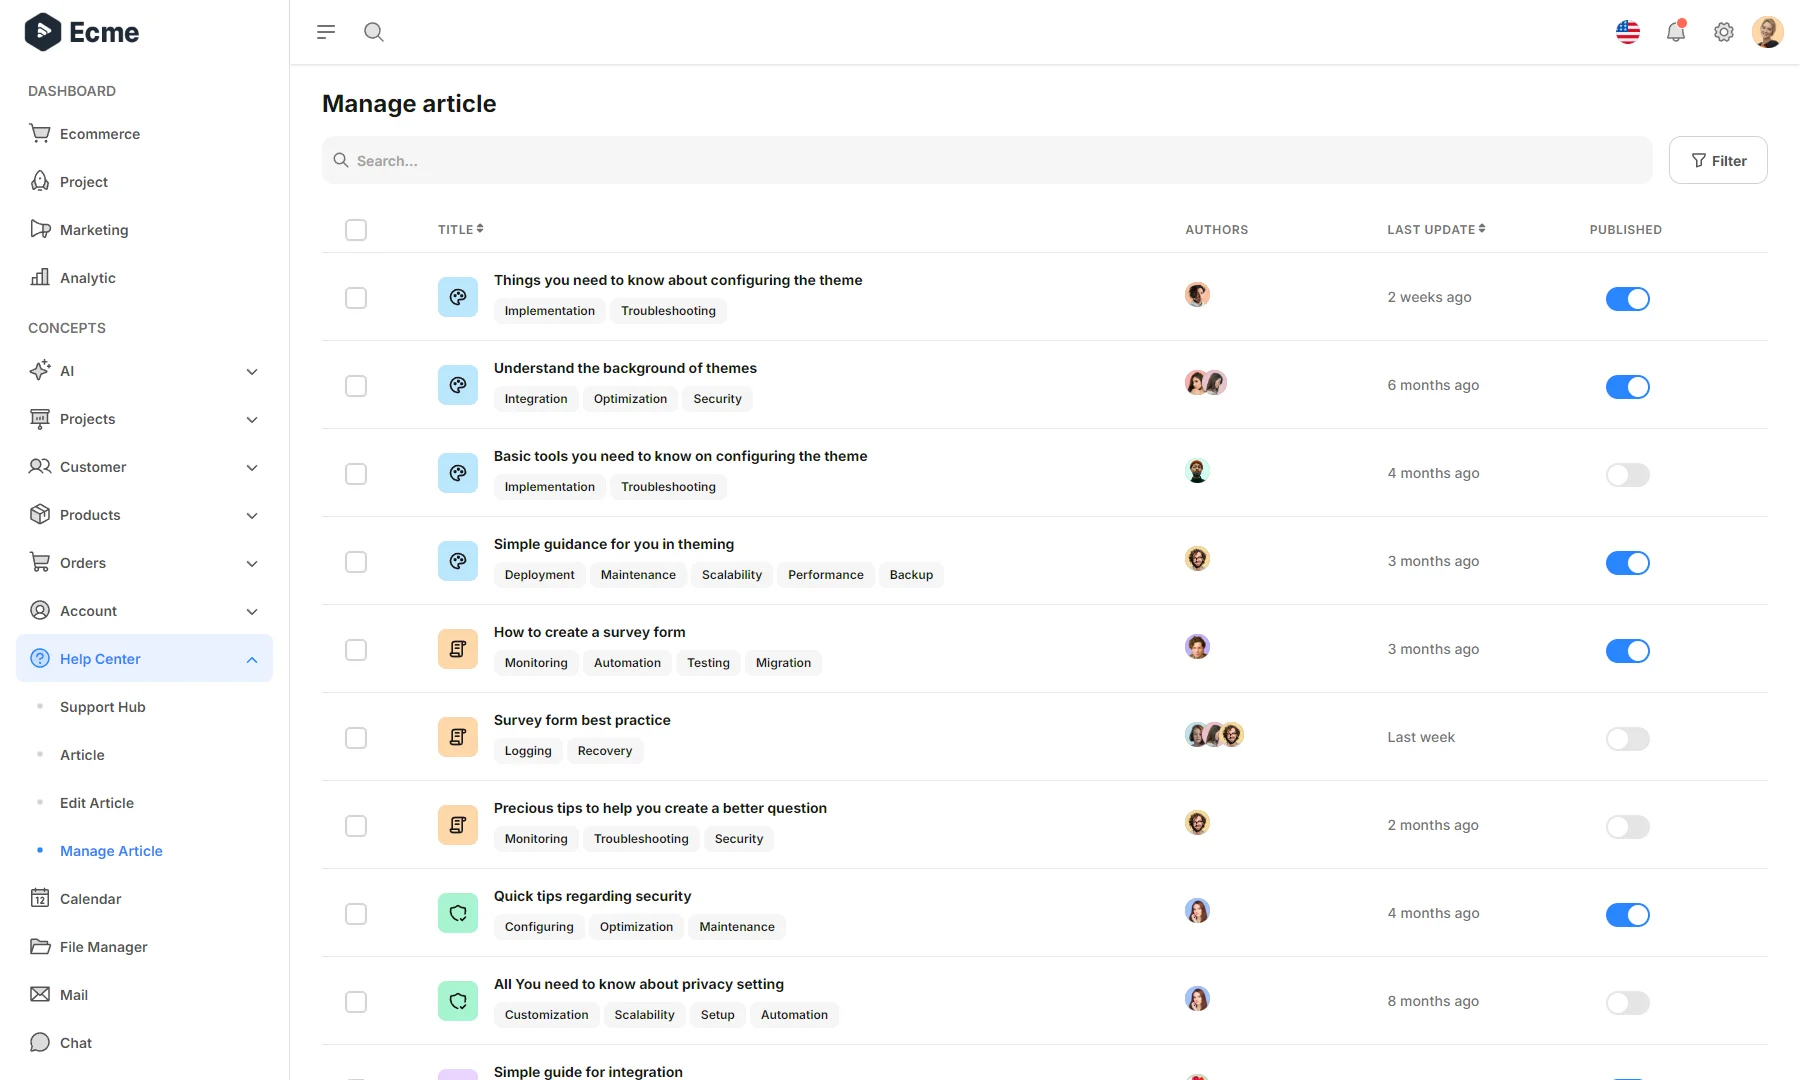 Ecme
DASHBOARD
Ecommerce
Project
Marketing
Analytic
CONCEPTS
AI
Projects
Customer
Products
Orders
Account
Help Center
Support Hub
Article
Edit Article
Manage Article
12
Calendar
File Manager
Mail
Chat
Manage article
Search...
Filter
TITLE AUTHORS LAST UPDATE PUBLISHED
Things you need to know about configuring the theme
Implementation Troubleshooting
2 weeks ago
Understand the background of themes
Integration Optimization Security
6 months ago
Basic tools you need to know on configuring the theme
Implementation Troubleshooting
4 months ago
Simple guidance for you in theming
Deployment Maintenance Scalability Performance Backup
3 months ago
How to create a survey form
Monitoring Automation Testing Migration
3 months ago
Survey form best practice
Logging Recovery
Last week
Precious tips to help you create a better question
Monitoring Troubleshooting Security
2 months ago
Quick tips regarding security
Configuring Optimization Maintenance
4 months ago
All You need to know about privacy setting
Customization Scalability Setup Automation
8 months ago
Simple guide for integration